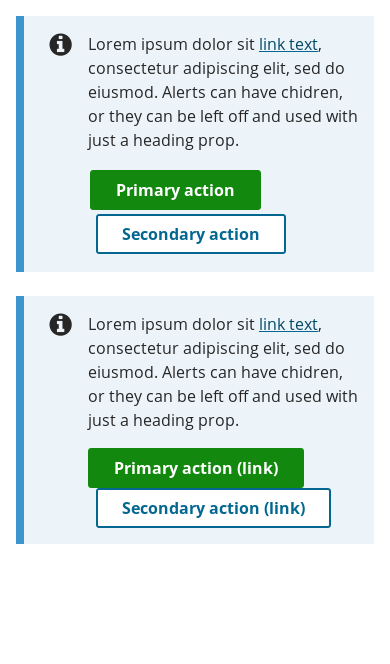 Lorem ipsum dolor sit link text,
consectetur adipiscing elit, sed do
eiusmod. Alerts can have chidren,
or they can be left off and used with
just a heading prop.
Primary action
Secondary action
Lorem ipsum dolor sit link text,
consectetur adipiscing elit, sed do
eiusmod. Alerts can have chidren,
or they can be left off and used with
just a heading prop.
Primary action (link)
Secondary action (link)